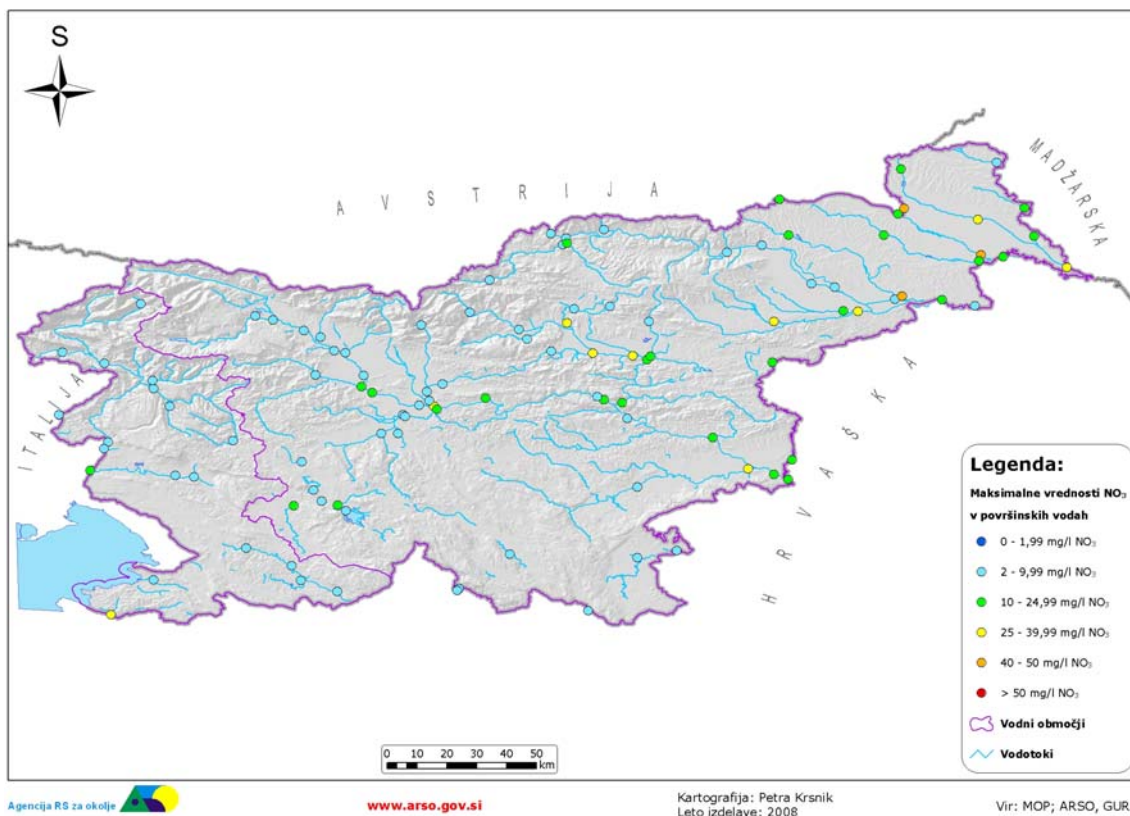 S
AVSTRIJA
MADŽARSKA
ITALIJA
HRVAŠKA
Legenda:
Maksimalne vrednosti NO₃
v površinskih vodah
0 - 1,99 mg/l NO₃
2 - 9,99 mg/l NO₃
10 - 24,99 mg/l NO₃
25 - 39,99 mg/l NO₃
40 - 50 mg/l NO₃
> 50 mg/l NO₃
Vodni območji
Vodotoki
0 10 20 30 40 50
km
Agencija RS za okolje
www.arso.gov.si
Kartografija: Petra Krsnik
Leto izdelave: 2008
Vir: MOP; ARSO, GUR